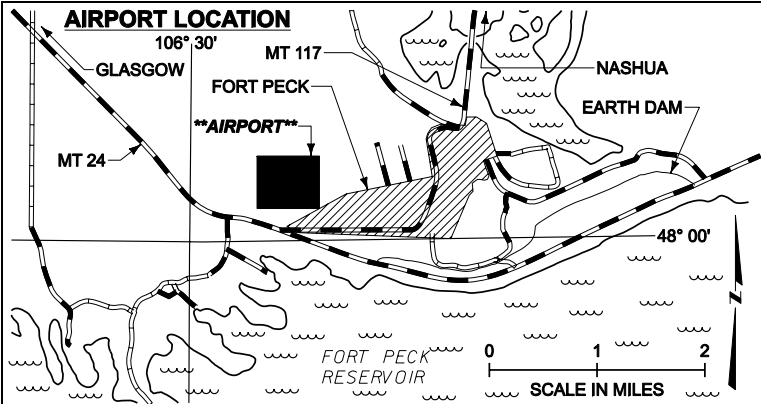 AIRPORT LOCATION
106° 30'
MT 117
GLASGOW
NASHUA
FORT PECK
EARTH DAM
**AIRPORT**
MT 24
48° 00'
N
FORT PECK
RESERVOIR
0 1 2
SCALE IN MILES